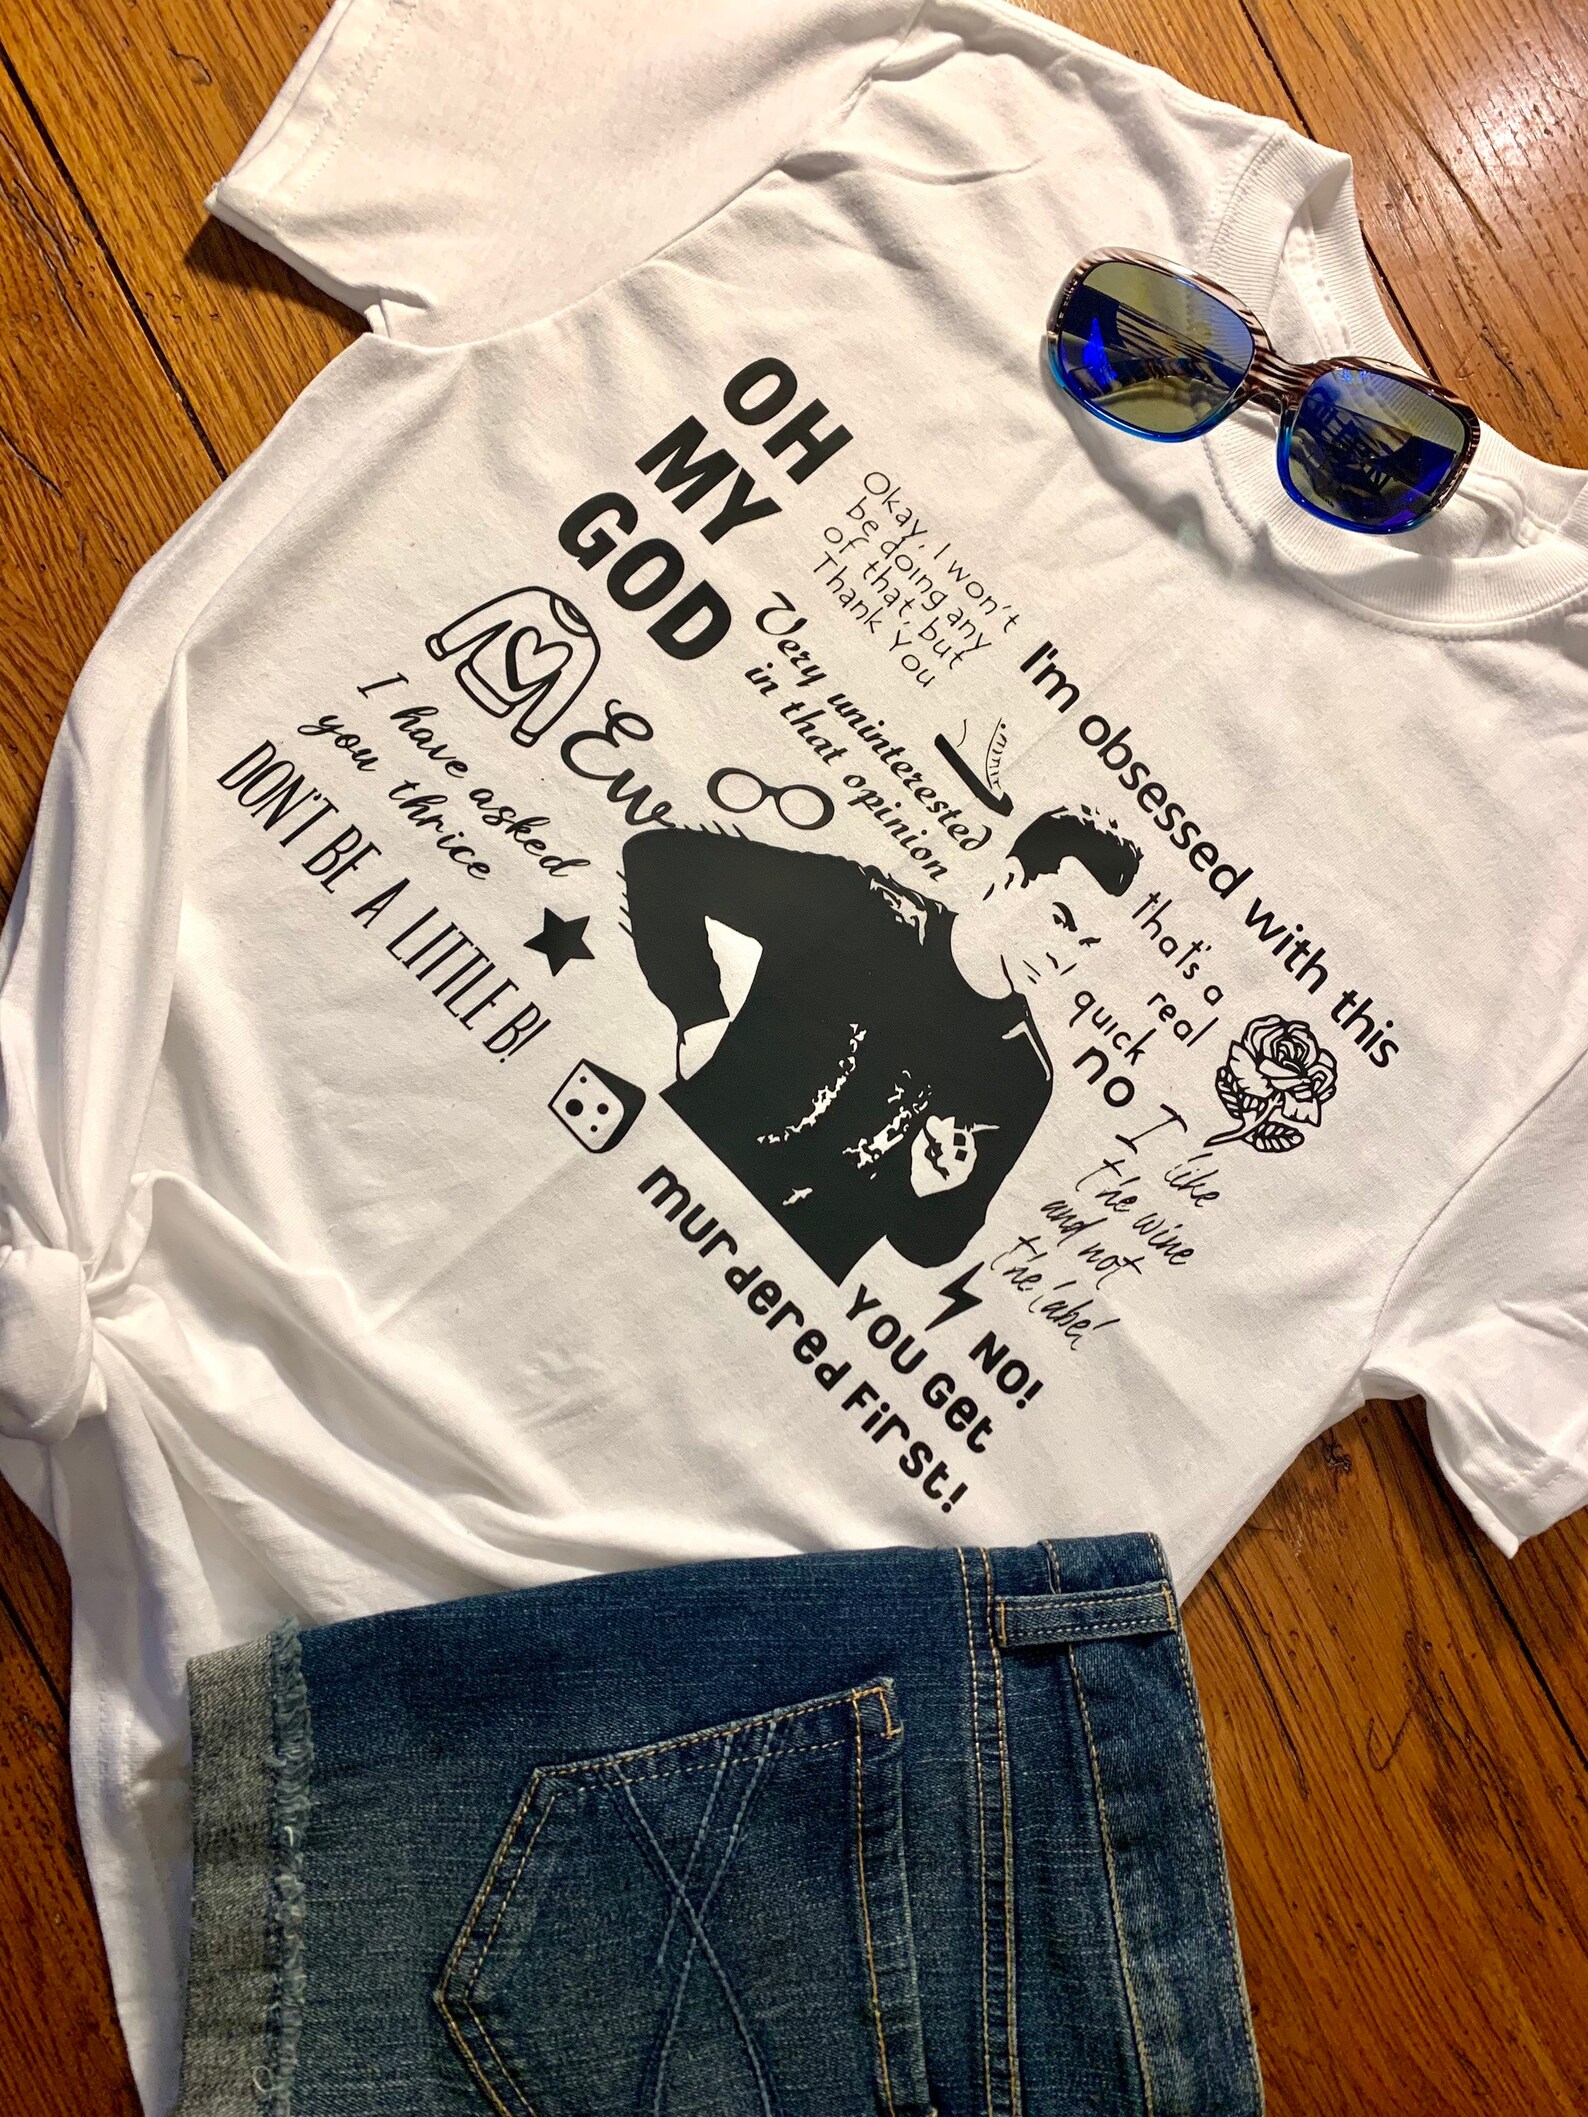 OH
MY
GOD
Okay, I won't
be doing any
of that, but
Thank You
Very uninterested
in that opinion
I'm obsessed with this
Ew
I have asked
you thrice
DON'T BE A LITTLE B!
that's a
real
quick
no
I like
the wine
and not
the label
NO!
YOU Get
murdered First!